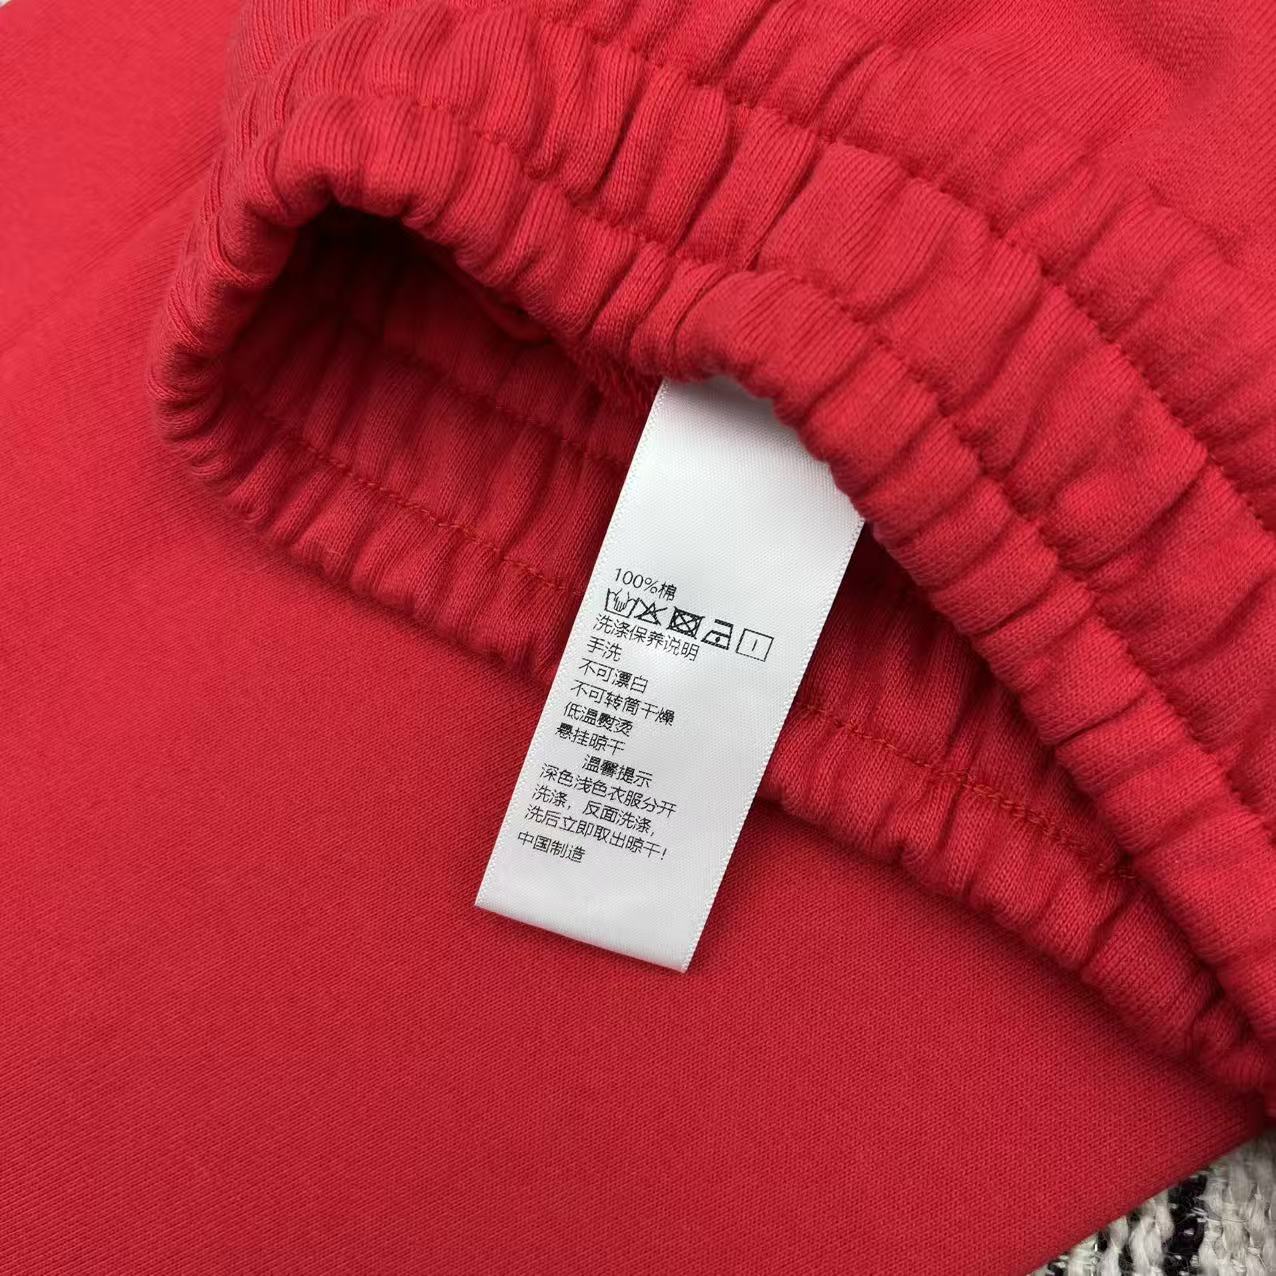 100%棉
洗涤保养说明
手洗
不可漂白
不可转筒干燥
低温熨烫
悬挂晾干
温馨提示
深色浅色衣服分开
洗涤，反面洗涤，
洗后立即取出晾干！
中国制造